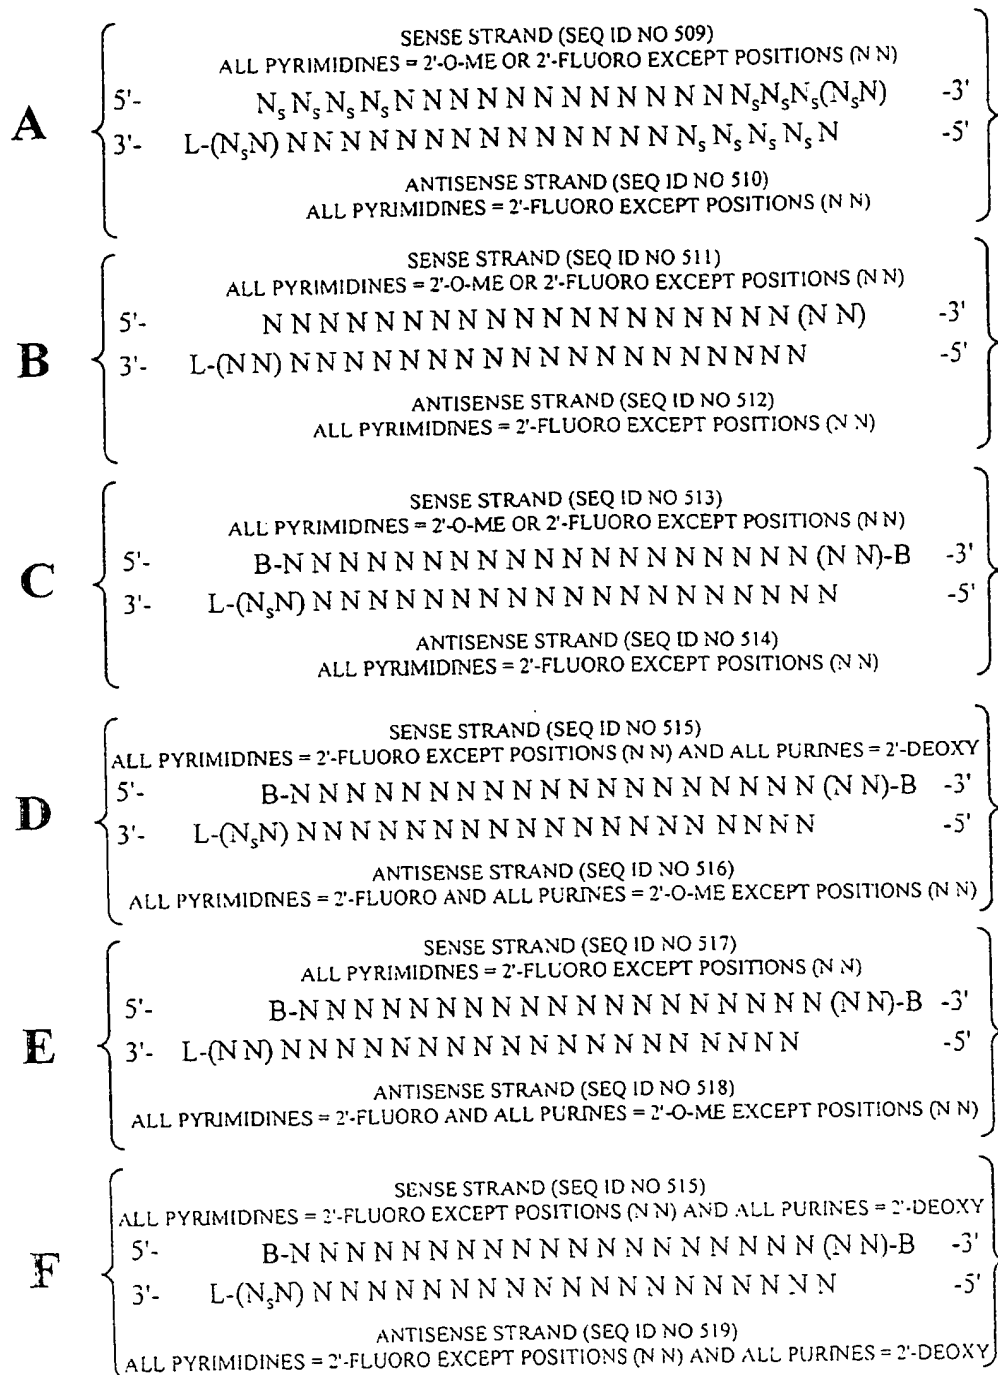 A
SENSE STRAND (SEQ ID NO 509)
ALL PYRIMIDINES = 2'-O-ME OR 2'-FLUORO EXCEPT POSITIONS (N N)
5'- NsNsNsNsN N N N N N N N N N N N NsNsNs(NsN) -3'
3'- L-(NsN) N N N N N N N N N N N N N N Ns Ns Ns Ns N -5'
ANTISENSE STRAND (SEQ ID NO 510)
ALL PYRIMIDINES = 2'-FLUORO EXCEPT POSITIONS (N N)
B
SENSE STRAND (SEQ ID NO 511)
ALL PYRIMIDINES = 2'-O-ME OR 2'-FLUORO EXCEPT POSITIONS (N N)
5'- N N N N N N N N N N N N N N N N N N N (N N) -3'
3'- L-(N N) N N N N N N N N N N N N N N N N N N N -5'
ANTISENSE STRAND (SEQ ID NO 512)
ALL PYRIMIDINES = 2'-FLUORO EXCEPT POSITIONS (N N)
C
SENSE STRAND (SEQ ID NO 513)
ALL PYRIMIDINES = 2'-O-ME OR 2'-FLUORO EXCEPT POSITIONS (N N)
5'- B-N N N N N N N N N N N N N N N N N N N (N N)-B -3'
3'- L-(NsN) N N N N N N N N N N N N N N N N N N N -5'
ANTISENSE STRAND (SEQ ID NO 514)
ALL PYRIMIDINES = 2'-FLUORO EXCEPT POSITIONS (N N)
D
SENSE STRAND (SEQ ID NO 515)
ALL PYRIMIDINES = 2'-FLUORO EXCEPT POSITIONS (N N) AND ALL PURINES = 2'-DEOXY
5'- B-N N N N N N N N N N N N N N N N N N N (N N)-B -3'
3'- L-(NsN) N N N N N N N N N N N N N N N N N N N -5'
ANTISENSE STRAND (SEQ ID NO 516)
ALL PYRIMIDINES = 2'-FLUORO AND ALL PURINES = 2'-O-ME EXCEPT POSITIONS (N N)
E
SENSE STRAND (SEQ ID NO 517)
ALL PYRIMIDINES = 2'-FLUORO EXCEPT POSITIONS (N N)
5'- B-N N N N N N N N N N N N N N N N N N N (N N)-B -3'
3'- L-(N N) N N N N N N N N N N N N N N N N N N N -5'
ANTISENSE STRAND (SEQ ID NO 518)
ALL PYRIMIDINES = 2'-FLUORO AND ALL PURINES = 2'-O-ME EXCEPT POSITIONS (N N)
F
SENSE STRAND (SEQ ID NO 515)
ALL PYRIMIDINES = 2'-FLUORO EXCEPT POSITIONS (N N) AND ALL PURINES = 2'-DEOXY
5'- B-N N N N N N N N N N N N N N N N N N N (N N)-B -3'
3'- L-(NsN) N N N N N N N N N N N N N N N N N N N -5'
ANTISENSE STRAND (SEQ ID NO 519)
ALL PYRIMIDINES = 2'-FLUORO EXCEPT POSITIONS (N N) AND ALL PURINES = 2'-DEOXY